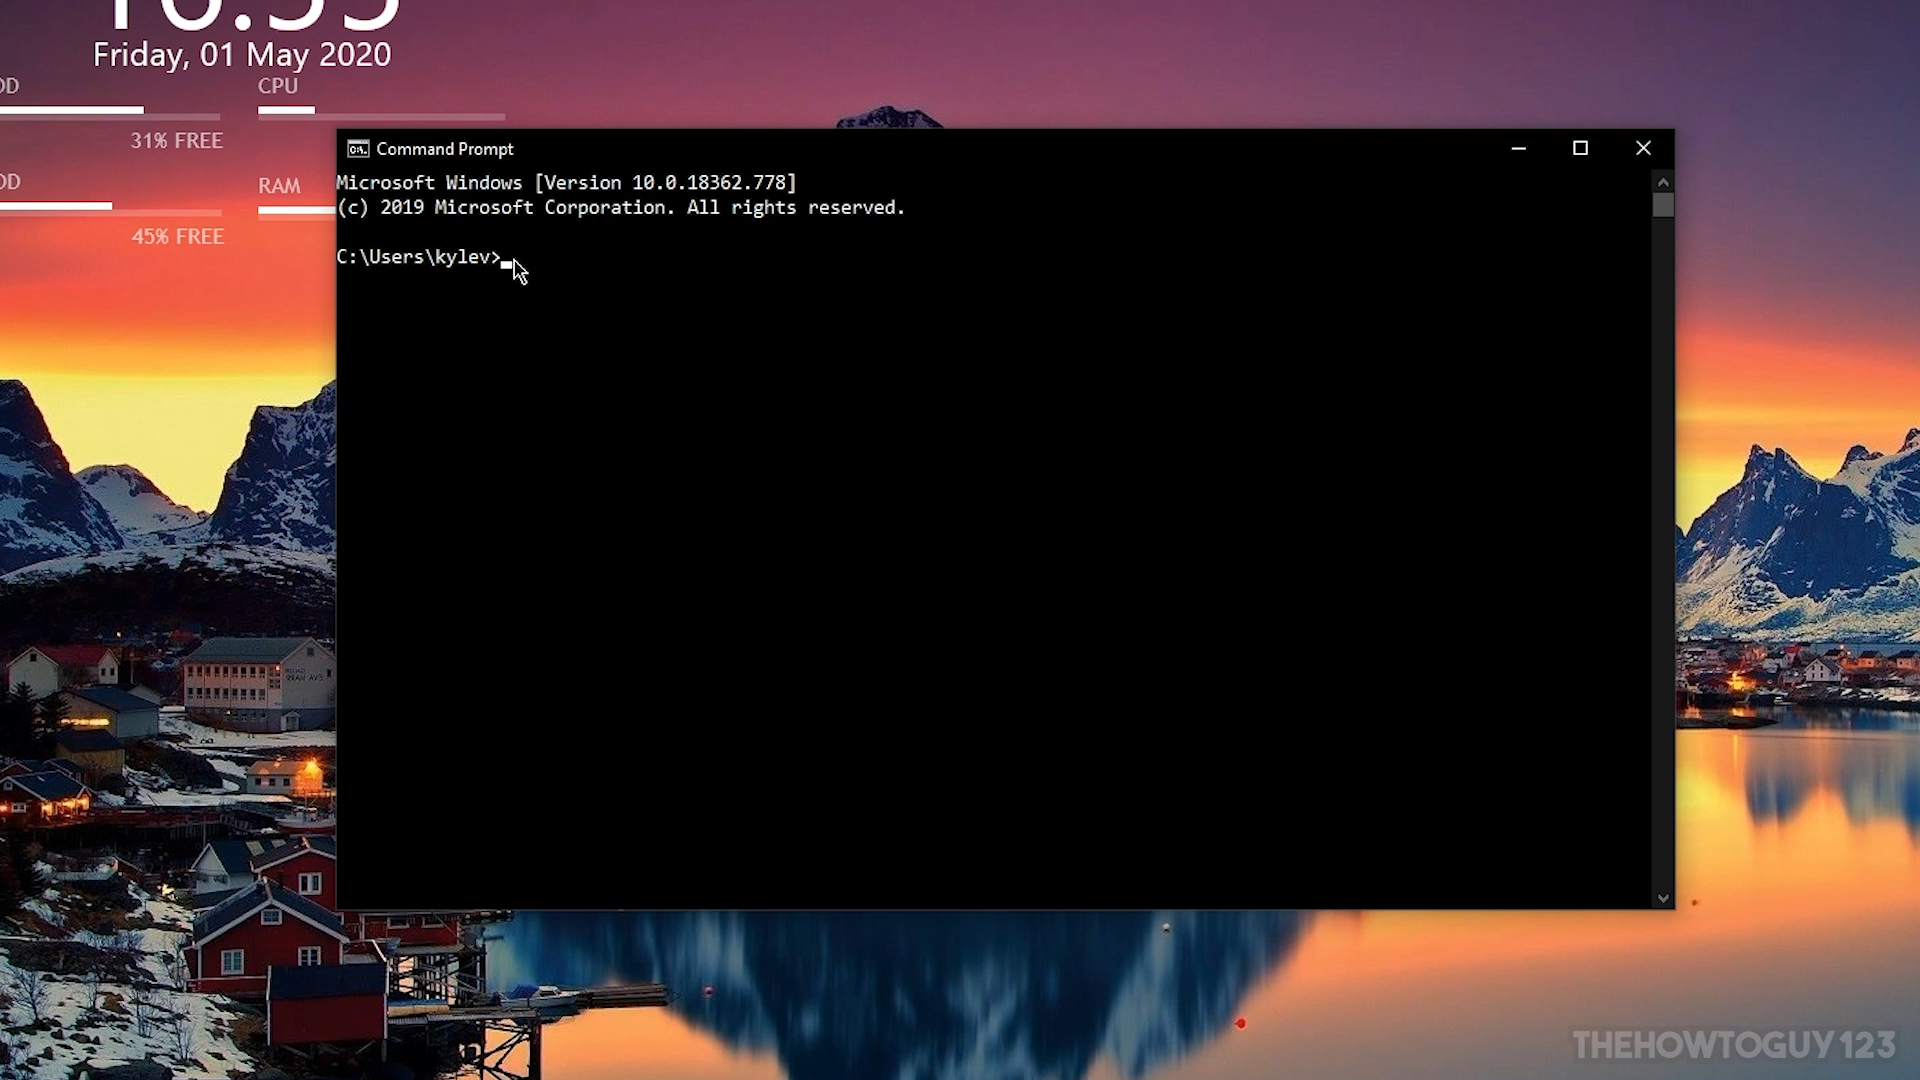 Friday, 01 May 2020
CPU
31% FREE
RAM
45% FREE
Command Prompt
Microsoft Windows [Version 10.0.18362.778]
(c) 2019 Microsoft Corporation. All rights reserved.
C:\Users\kylev>
THEHOWTOGUY123